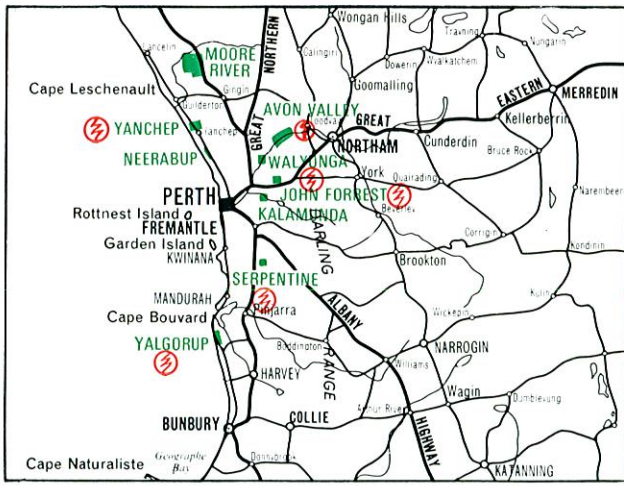 Wongan Hills
Trayning
Nungarin
Lancelin
MOORE
RIVER
NORTHERN
Calingiri
Dowerin
Wyalkatchem
Goomalling
Cape Leschenault
Gingin
Guilderton
EASTERN
MERREDIN
AVON VALLEY
GREAT
Kellerberrin
YANCHEP
Yanchep
GREAT
NORTHAM
Cunderdin
NEERABUP
WALYUNGA
York
Bruce Rock
Quairading
PERTH
JOHN FORREST
Narembeen
Rottnest Island
KALAMUNDA
Beverley
FREMANTLE
DARLING
Corrigin
Garden Island
Kondinin
KWINANA
Brookton
SERPENTINE
MANDURAH
Kulin
Cape Bouvard
Pinjarra
ALBANY
Wickepin
YALGORUP
Boddington
RANGE
NARROGIN
Williams
HARVEY
Wagin
Dumbleyung
Arthur River
BUNBURY
COLLIE
HIGHWAY
Geographe
Bay
Donnybrook
Cape Naturaliste
KATANNING